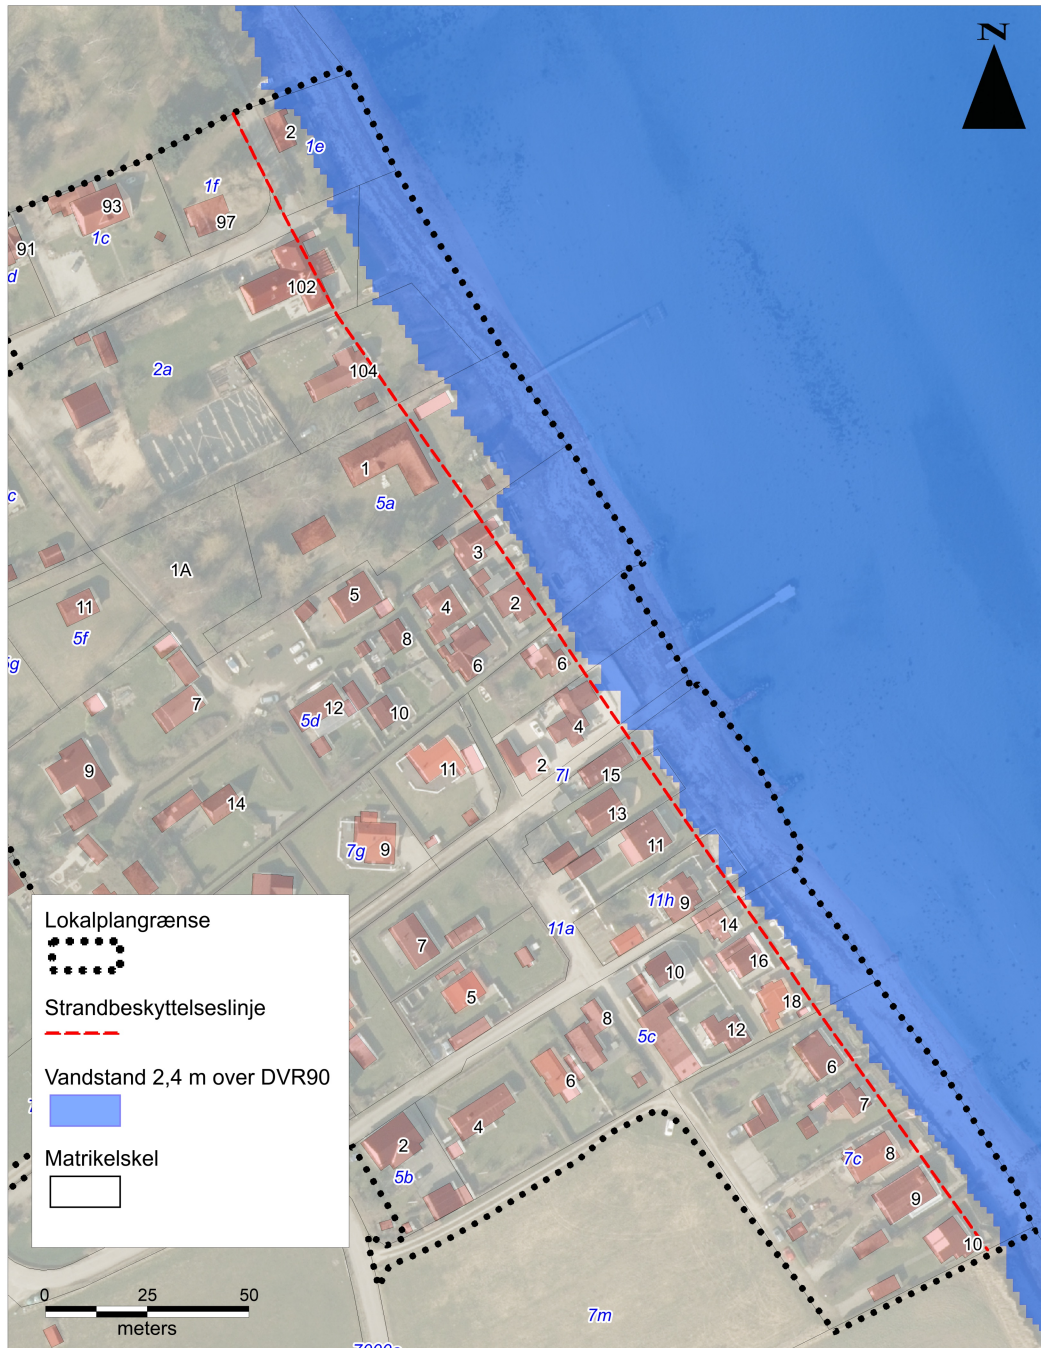 N
2
1e
1f
93
97
1c
91
d
102
2a
104
1
5a
c
3
1A
5
4
2
11
5f
8
6
6
7
12
5d
10
4
11
2
7l
15
9
14
13
11
7g
9
11h
9
14
7
11a
16
10
5
18
8
5c
12
6
6
7
4
2
8
7c
5b
9
10
7m
Lokalplangrænse
Strandbeskyttelseslinje
Vandstand 2,4 m over DVR90
Matrikelskel
0 25 50
meters